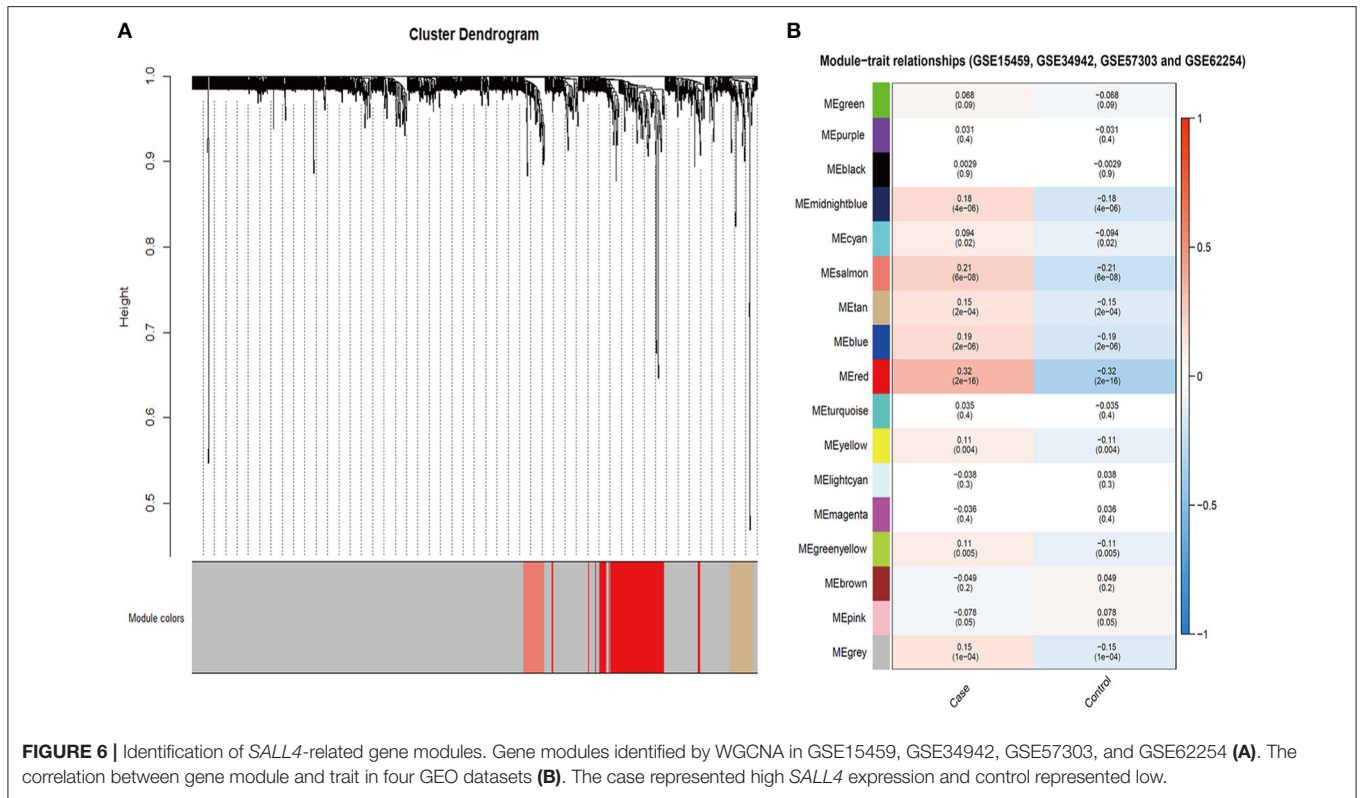 A
Cluster Dendrogram
Height
1.0
0.9
0.8
0.7
0.6
0.5
Module colors
B
Module-trait relationships (GSE15459, GSE34942, GSE57303 and GSE62254)
MEgreen 0.068 (0.09) −0.068 (0.09)
MEpurple 0.031 (0.4) −0.031 (0.4)
MEblack 0.0029 (0.9) −0.0029 (0.9)
MEmidnightblue 0.18 (4e−06) −0.18 (4e−06)
MEcyan 0.094 (0.02) −0.094 (0.02)
MEsalmon 0.21 (6e−08) −0.21 (6e−08)
MEtan 0.15 (2e−04) −0.15 (2e−04)
MEblue 0.19 (2e−06) −0.19 (2e−06)
MEred 0.32 (2e−16) −0.32 (2e−16)
MEturquoise 0.035 (0.4) −0.035 (0.4)
MEyellow 0.11 (0.004) −0.11 (0.004)
MElightcyan −0.038 (0.3) 0.038 (0.3)
MEmagenta −0.036 (0.4) 0.036 (0.4)
MEgreenyellow 0.11 (0.005) −0.11 (0.005)
MEbrown −0.049 (0.2) 0.049 (0.2)
MEpink −0.078 (0.05) 0.078 (0.05)
MEgrey 0.15 (1e−04) −0.15 (1e−04)
Case
Control
1
0.5
0
−0.5
−1
FIGURE 6 | Identification of SALL4-related gene modules. Gene modules identified by WGCNA in GSE15459, GSE34942, GSE57303, and GSE62254 (A). The
correlation between gene module and trait in four GEO datasets (B). The case represented high SALL4 expression and control represented low.